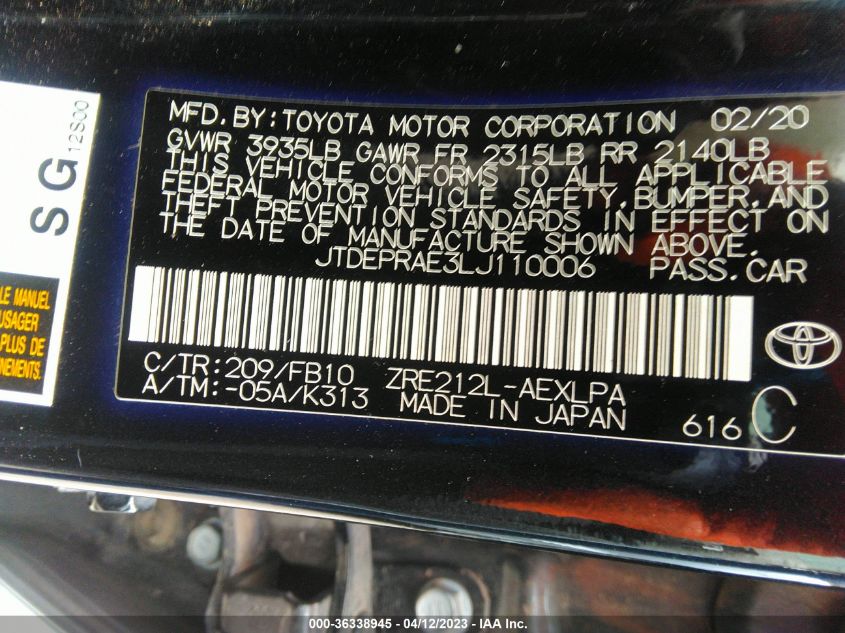 MFD. BY: TOYOTA MOTOR CORPORATION 02/20
GVWR 3935LB GAWR FR 2315LB RR 2140LB
THIS VEHICLE CONFORMS TO ALL APPLICABLE
FEDERAL MOTOR VEHICLE SAFETY, BUMPER, AND
THEFT PREVENTION STANDARDS IN EFFECT ON
THE DATE OF MANUFACTURE SHOWN ABOVE.
JTDEPRAE3LJ110006 PASS.CAR
C/TR:209/FB10 ZRE212L-AEXLPA
A/TM:-05A/K313 MADE IN JAPAN
616 C
SG
12S00
LE MANUEL
USAGER
PLUS DE
NEMENTS.
000-36338945 - 04/12/2023 - IAA Inc.